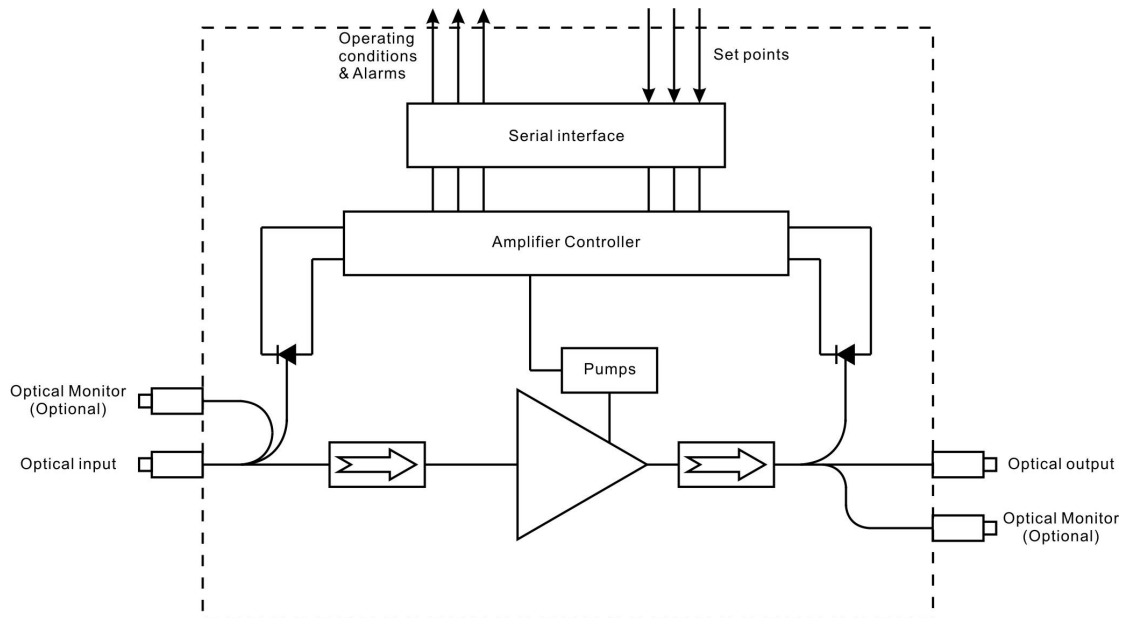 Operating
conditions
& Alarms
Set points
Serial interface
Amplifier Controller
Pumps
Optical Monitor
(Optional)
Optical input
Optical output
Optical Monitor
(Optional)